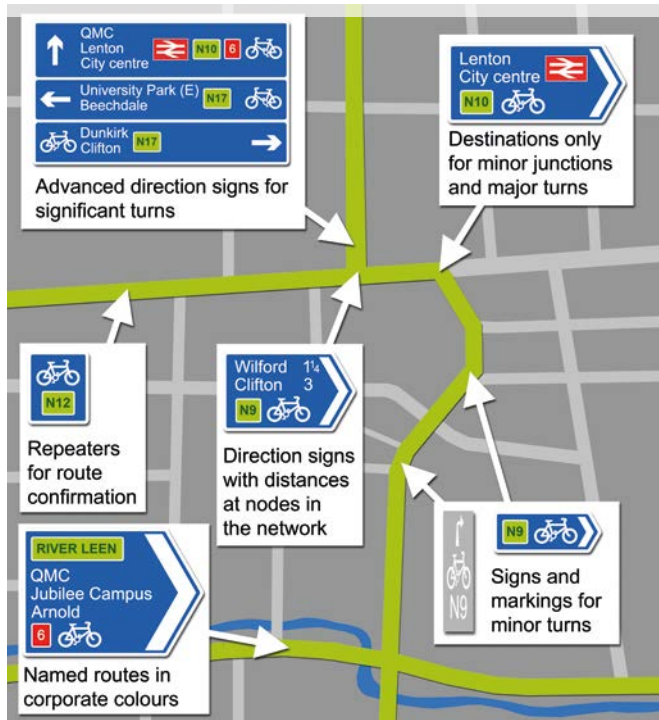 QMC
Lenton
City centre
N10 6
University Park (E)
Beechdale
N17
Dunkirk
Clifton
N17
Advanced direction signs for
significant turns
Lenton
City centre
N10
Destinations only
for minor junctions
and major turns
N12
Repeaters
for route
confirmation
Wilford 1¼
Clifton 3
N9
Direction signs
with distances
at nodes in
the network
N9
N9
Signs and
markings for
minor turns
RIVER LEEN
QMC
Jubilee Campus
Arnold
6
Named routes in
corporate colours